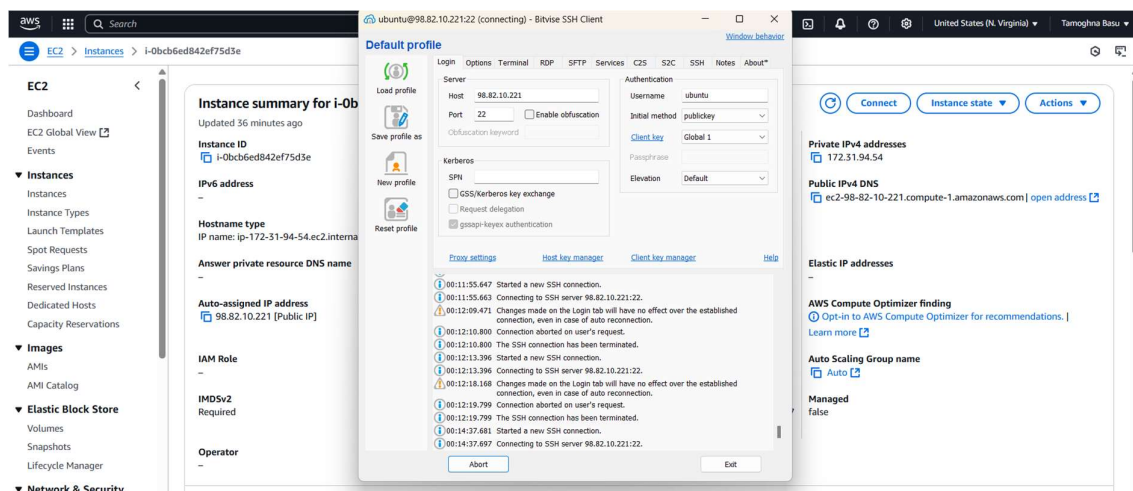 aws
Search
United States (N. Virginia)
Tamoghna Basu
EC2 > Instances > i-0bcb6ed842ef75d3e
EC2
Dashboard
EC2 Global View
Events
Instances
Instances
Instance Types
Launch Templates
Spot Requests
Savings Plans
Reserved Instances
Dedicated Hosts
Capacity Reservations
Images
AMIs
AMI Catalog
Elastic Block Store
Volumes
Snapshots
Lifecycle Manager
Network & Security
Instance summary for i-0b
Updated 36 minutes ago
Instance ID
i-0bcb6ed842ef75d3e
IPv6 address
–
Hostname type
IP name: ip-172-31-94-54.ec2.interna
Answer private resource DNS name
–
Auto-assigned IP address
98.82.10.221 [Public IP]
IAM Role
–
IMDSv2
Required
Operator
–
ubuntu@98.82.10.221:22 (connecting) - Bitvise SSH Client
Default profile
Window behavior
Load profile
Save profile as
New profile
Reset profile
Login Options Terminal RDP SFTP Services C2S S2C SSH Notes About*
Server
Host 98.82.10.221
Port 22 Enable obfuscation
Obfuscation keyword
Kerberos
SPN
GSS/Kerberos key exchange
Request delegation
gssapi-keyex authentication
Authentication
Username ubuntu
Initial method publickey
Client key Global 1
Passphrase
Elevation Default
Proxy settings Host key manager Client key manager Help
00:11:55.647 Started a new SSH connection.
00:11:55.663 Connecting to SSH server 98.82.10.221:22.
00:12:09.471 Changes made on the Login tab will have no effect over the established
connection, even in case of auto reconnection.
00:12:10.800 Connection aborted on user's request.
00:12:10.800 The SSH connection has been terminated.
00:12:13.396 Started a new SSH connection.
00:12:13.396 Connecting to SSH server 98.82.10.221:22.
00:12:18.168 Changes made on the Login tab will have no effect over the established
connection, even in case of auto reconnection.
00:12:19.799 Connection aborted on user's request.
00:12:19.799 The SSH connection has been terminated.
00:14:37.681 Started a new SSH connection.
00:14:37.697 Connecting to SSH server 98.82.10.221:22.
Abort Exit
Connect Instance state Actions
Private IPv4 addresses
172.31.94.54
Public IPv4 DNS
ec2-98-82-10-221.compute-1.amazonaws.com | open address
Elastic IP addresses
–
AWS Compute Optimizer finding
Opt-in to AWS Compute Optimizer for recommendations. |
Learn more
Auto Scaling Group name
Auto
Managed
false